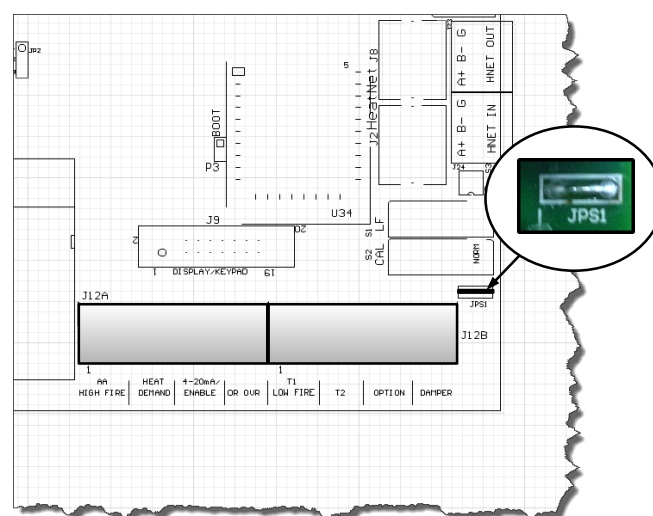 J23
JP2
5
J8
HeatNet
A+ B- G
HNET OUT
BOOT
J2
A+ B- G
HNET IN
P3
J24
S3
U34
J9
20
2
S1
LF
S2
CAL
NORM
1
DISPLAY/KEYPAD
19
JPS1
JPS1
J12A
J12B
1
1
AA
HIGH FIRE
HEAT
DEMAND
4-20mA/
ENABLE
OR OVR
T1
LOW FIRE
T2
OPTION
DAMPER